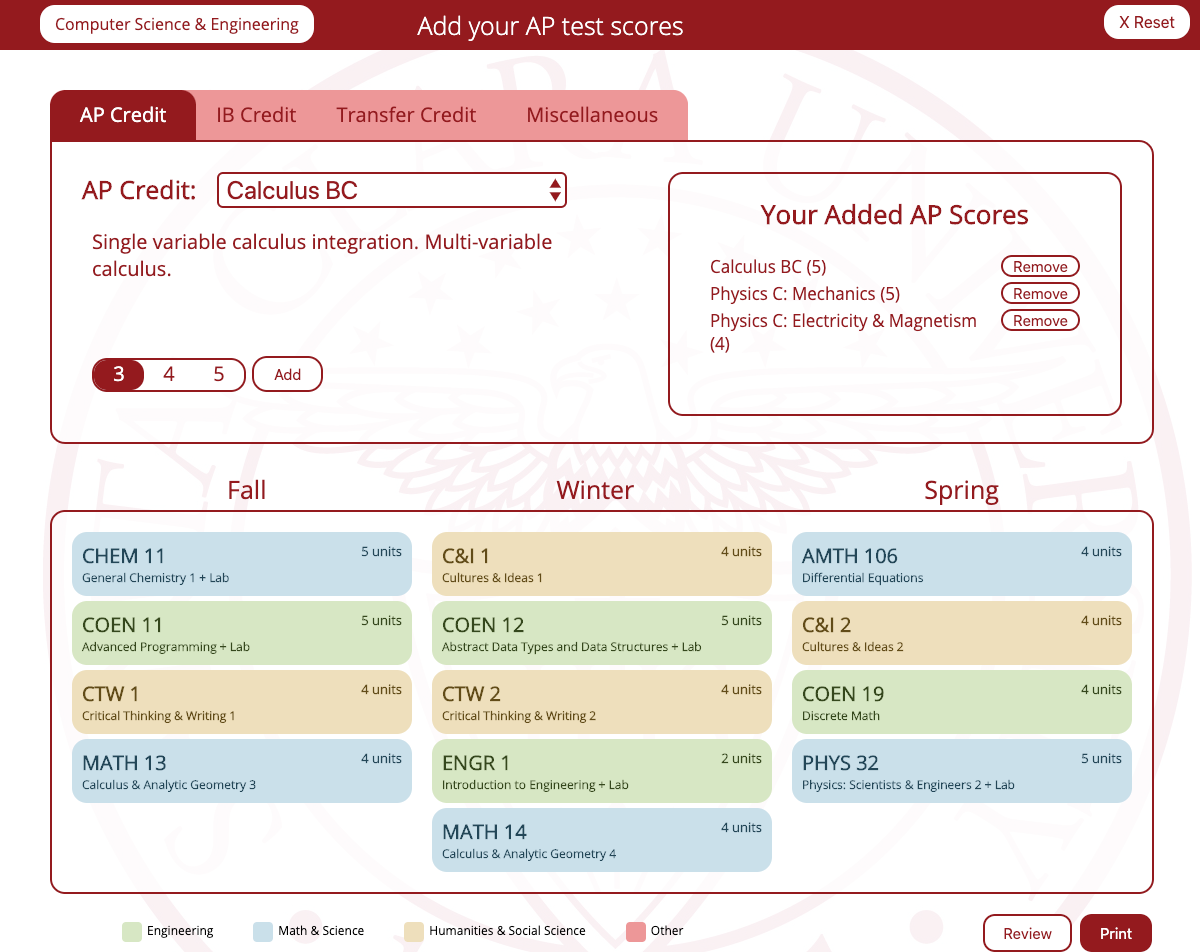 Computer Science & Engineering
Add your AP test scores
X Reset
AP Credit
IB Credit
Transfer Credit
Miscellaneous
AP Credit:
Calculus BC
Single variable calculus integration. Multi-variable
calculus.
3
4
5
Add
Your Added AP Scores
Calculus BC (5)
Remove
Physics C: Mechanics (5)
Remove
Physics C: Electricity & Magnetism
(4)
Remove
Fall
CHEM 11
5 units
General Chemistry 1 + Lab
COEN 11
5 units
Advanced Programming + Lab
CTW 1
4 units
Critical Thinking & Writing 1
MATH 13
4 units
Calculus & Analytic Geometry 3
Winter
C&I 1
4 units
Cultures & Ideas 1
COEN 12
5 units
Abstract Data Types and Data Structures + Lab
CTW 2
4 units
Critical Thinking & Writing 2
ENGR 1
2 units
Introduction to Engineering + Lab
MATH 14
4 units
Calculus & Analytic Geometry 4
Spring
AMTH 106
4 units
Differential Equations
C&I 2
4 units
Cultures & Ideas 2
COEN 19
4 units
Discrete Math
PHYS 32
5 units
Physics: Scientists & Engineers 2 + Lab
Engineering
Math & Science
Humanities & Social Science
Other
Review
Print